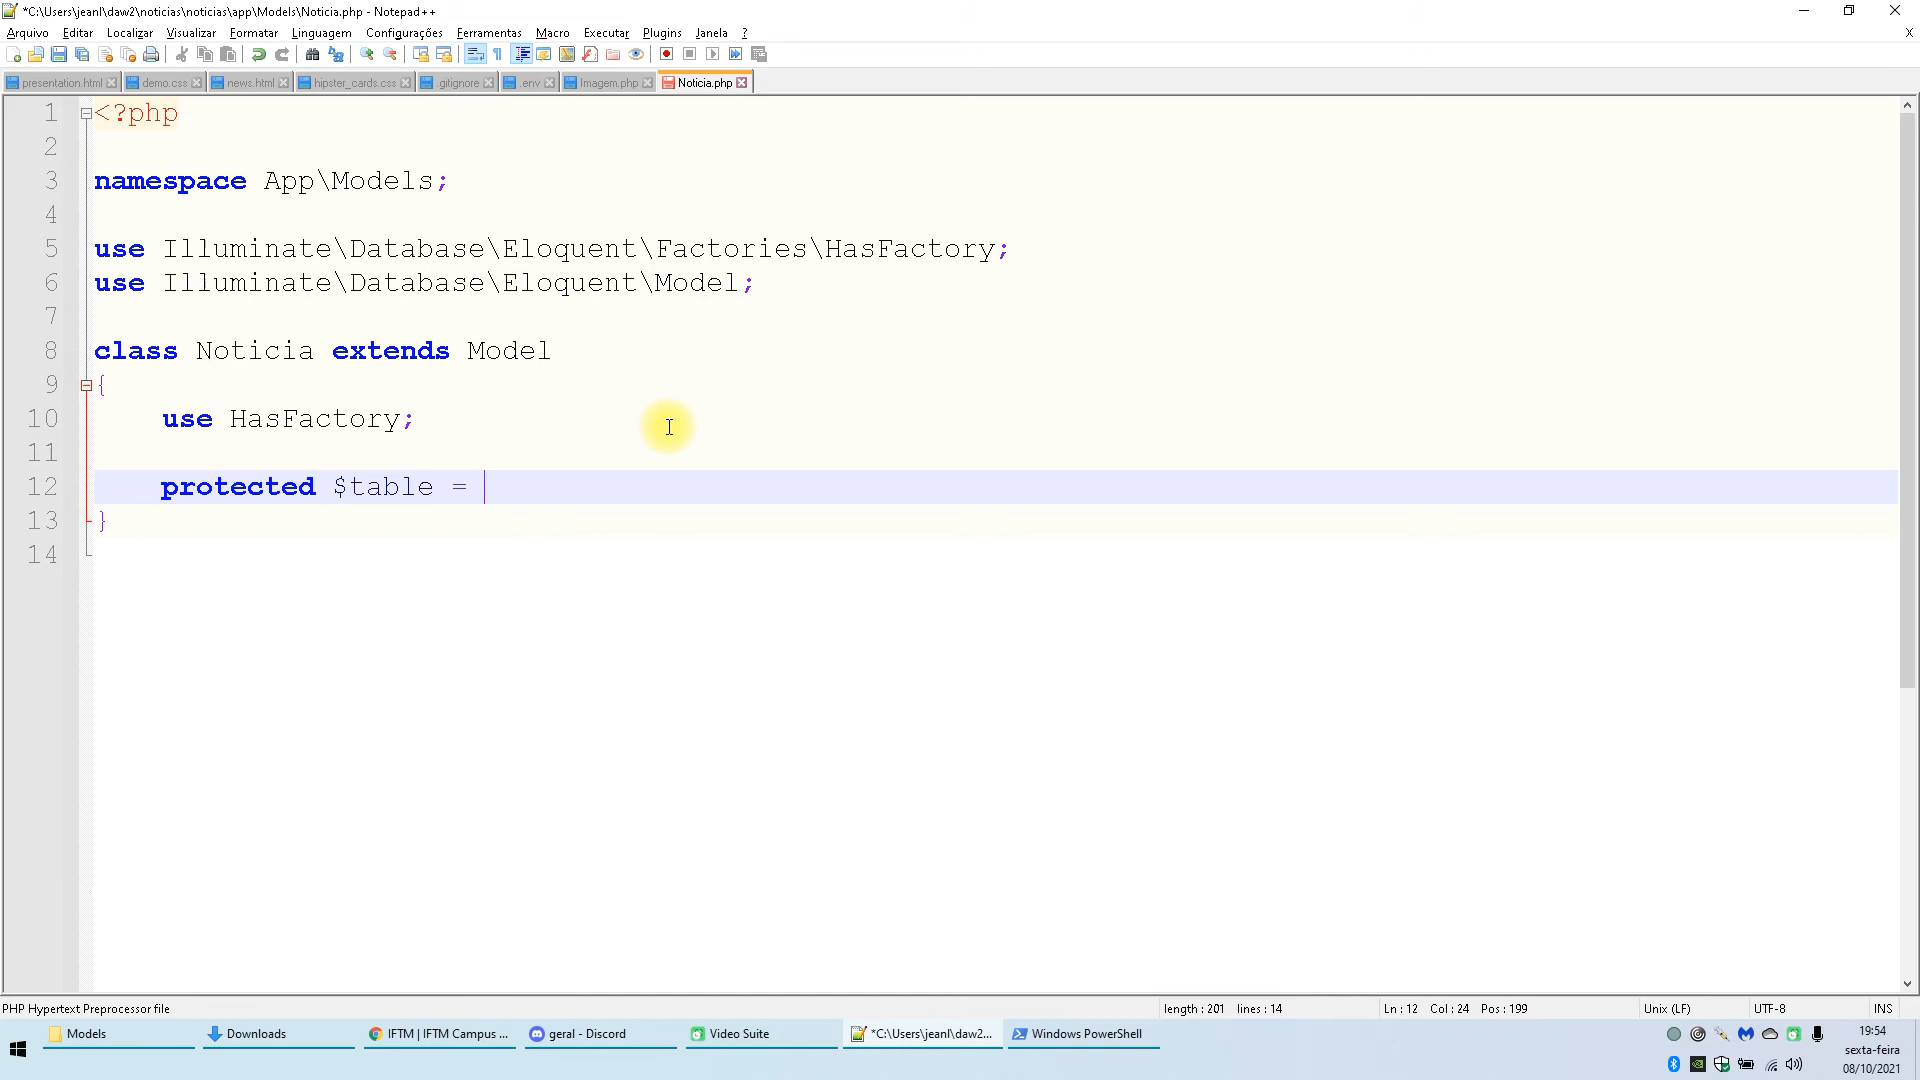 *C:\Users\jeanl\daw2\noticias\noticias\app\Models\Noticia.php - Notepad++
Arquivo Editar Localizar Visualizar Formatar Linguagem Configurações Ferramentas Macro Executar Plugins Janela ? X
presentation.html demo.css news.html hipster_cards.css .gitignore .env Imagem.php Noticia.php
1 <?php
2
3 namespace App\Models;
4
5 use Illuminate\Database\Eloquent\Factories\HasFactory;
6 use Illuminate\Database\Eloquent\Model;
7
8 class Noticia extends Model
9 {
10 use HasFactory;
11
12 protected $table =
13 }
14
PHP Hypertext Preprocessor file length : 201 lines : 14 Ln : 12 Col : 24 Pos : 199 Unix (LF) UTF-8 INS
Models Downloads IFTM | IFTM Campus ... geral - Discord Video Suite *C:\Users\jeanl\daw2... Windows PowerShell
19:54
sexta-feira
08/10/2021